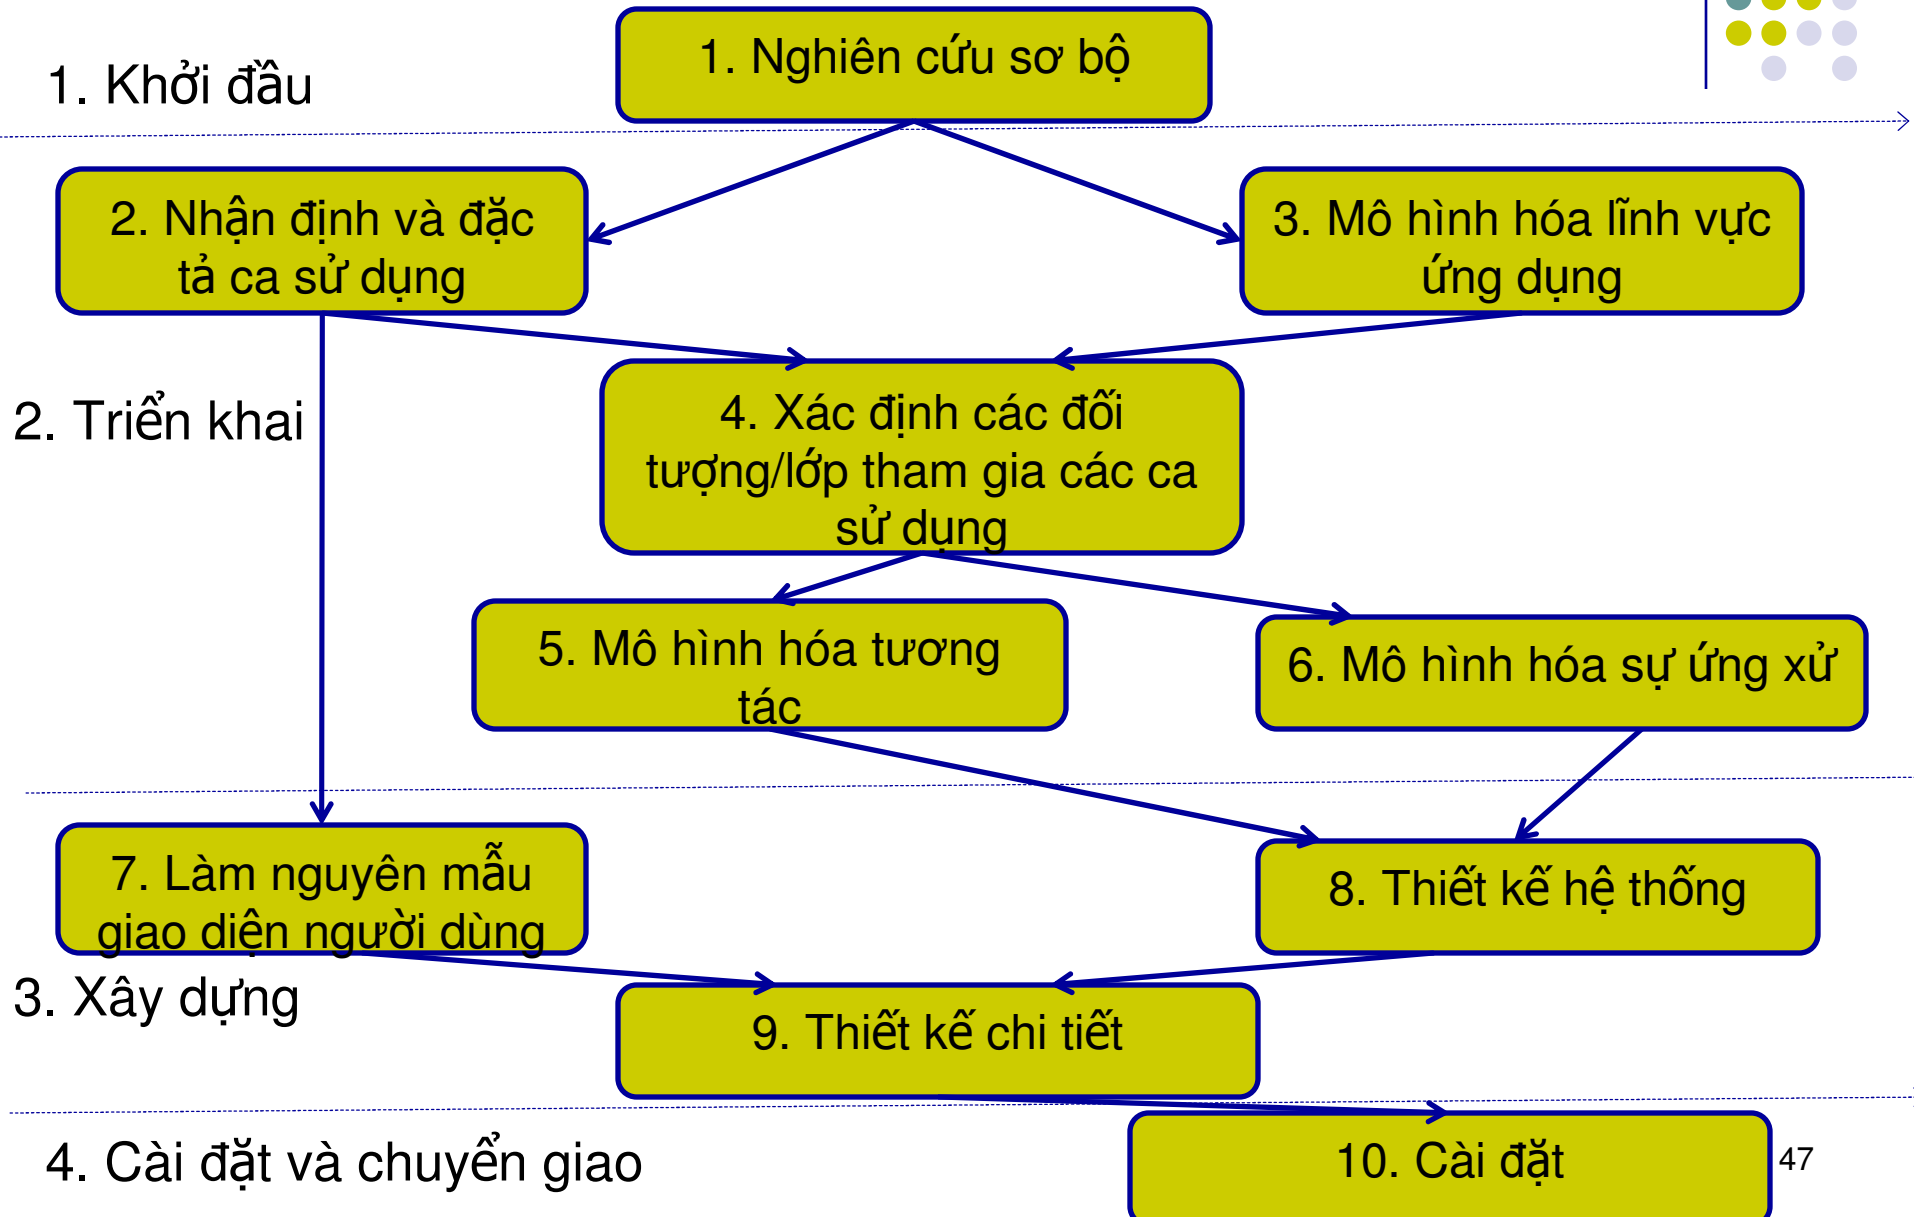 1. Nghiên cứu sơ bộ
1. Khởi đầu
2. Nhận định và đặc
tả ca sử dụng
3. Mô hình hóa lĩnh vực
ứng dụng
2. Triển khai
4. Xác định các đối
tượng/lớp tham gia các ca
sử dụng
5. Mô hình hóa tương
tác
6. Mô hình hóa sự ứng xử
7. Làm nguyên mẫu
giao diện người dùng
8. Thiết kế hệ thống
3. Xây dựng
9. Thiết kế chi tiết
4. Cài đặt và chuyển giao
10. Cài đặt
47